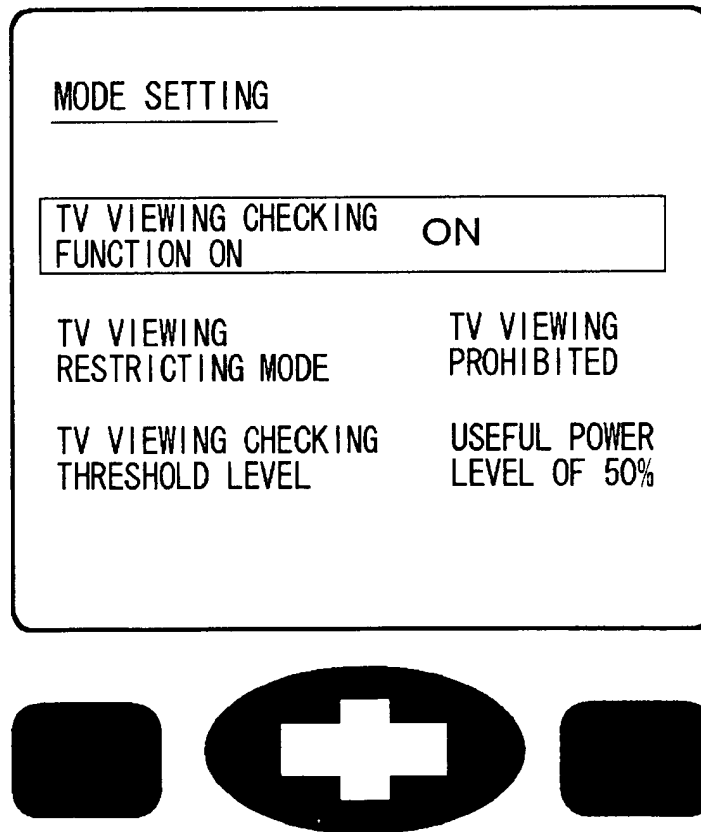 MODE SETTING
TV VIEWING CHECKING
FUNCTION ON
ON
TV VIEWING
RESTRICTING MODE
TV VIEWING
PROHIBITED
TV VIEWING CHECKING
THRESHOLD LEVEL
USEFUL POWER
LEVEL OF 50%